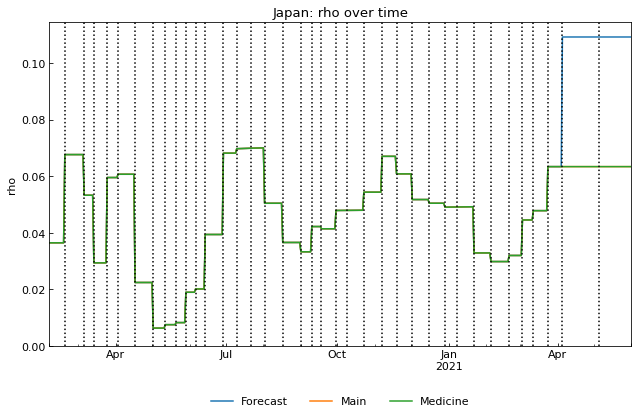 Japan: rho over time
0.10
0.08
0.06
0.04
0.02
0.00
rho
Apr
Jul
Oct
Jan
2021
Apr
Forecast
Main
Medicine